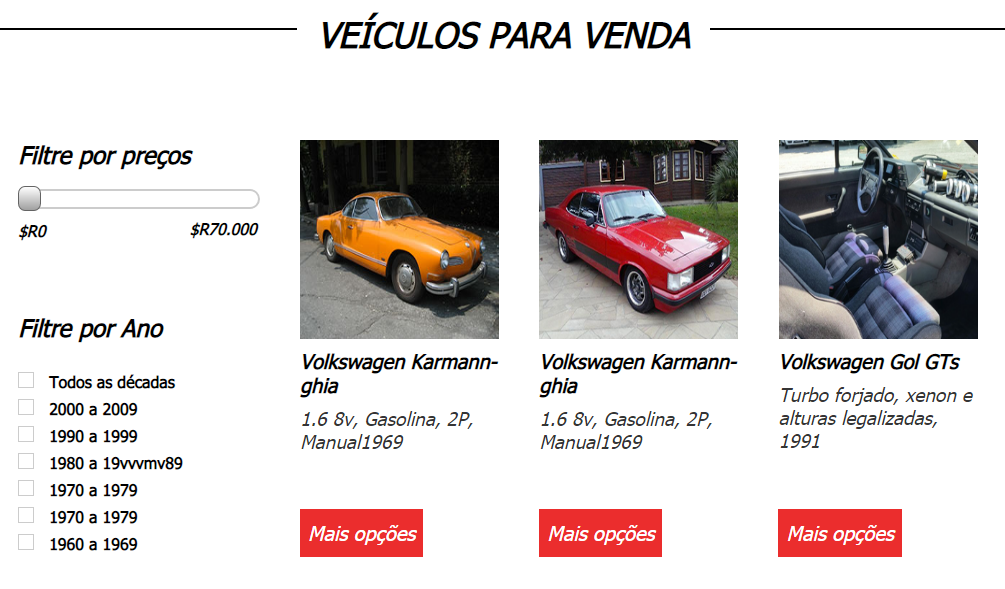 VEÍCULOS PARA VENDA
Filtre por preços
$R0
$R70.000
Filtre por Ano
Todos as décadas
2000 a 2009
1990 a 1999
1980 a 19vvvmv89
1970 a 1979
1970 a 1979
1960 a 1969
Volkswagen Karmann-
ghia
1.6 8v, Gasolina, 2P,
Manual1969
Mais opções
Volkswagen Karmann-
ghia
1.6 8v, Gasolina, 2P,
Manual1969
Mais opções
Volkswagen Gol GTs
Turbo forjado, xenon e
alturas legalizadas,
1991
Mais opções